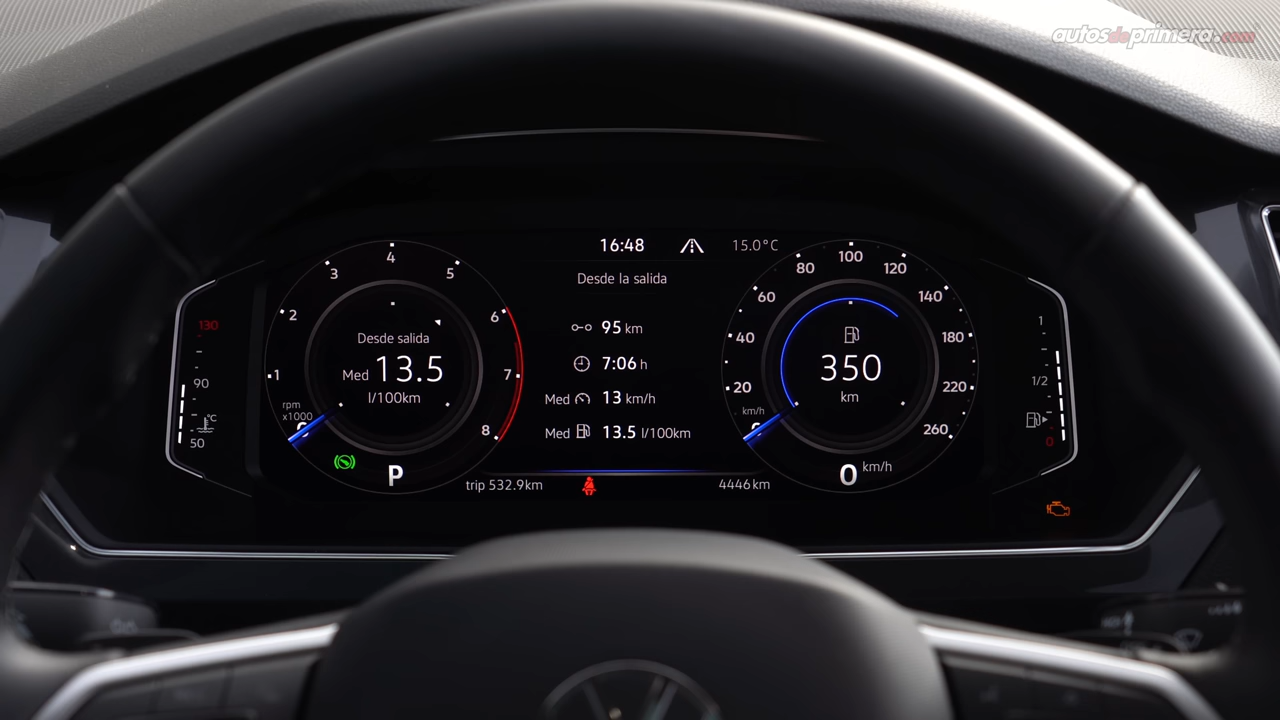 autosdeprimera.com
16:48
15.0°C
Desde la salida
95 km
7:06 h
Med 13 km/h
Med 13.5 l/100km
trip 532.9km
4446km
130
90
°C
50
1
2
3
4
5
6
7
8
rpm
x1000
Desde salida
Med 13.5
l/100km
P
20
40
60
80
100
120
140
180
220
260
km/h
350
km
0 km/h
1
1/2
0